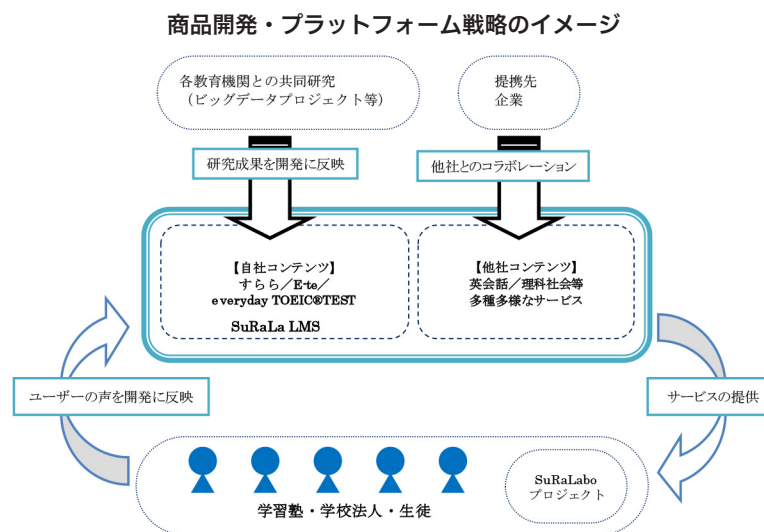 商品開発・プラットフォーム戦略のイメージ
各教育機関との共同研究
（ビッグデータプロジェクト等）
提携先
企業
研究成果を開発に反映
他社とのコラボレーション
【自社コンテンツ】
すらら／E-te／
everyday TOEIC®TEST
SuRaLa LMS
【他社コンテンツ】
英会話／理科社会等
多種多様なサービス
ユーザーの声を開発に反映
サービスの提供
SuRaLabo
プロジェクト
学習塾・学校法人・生徒